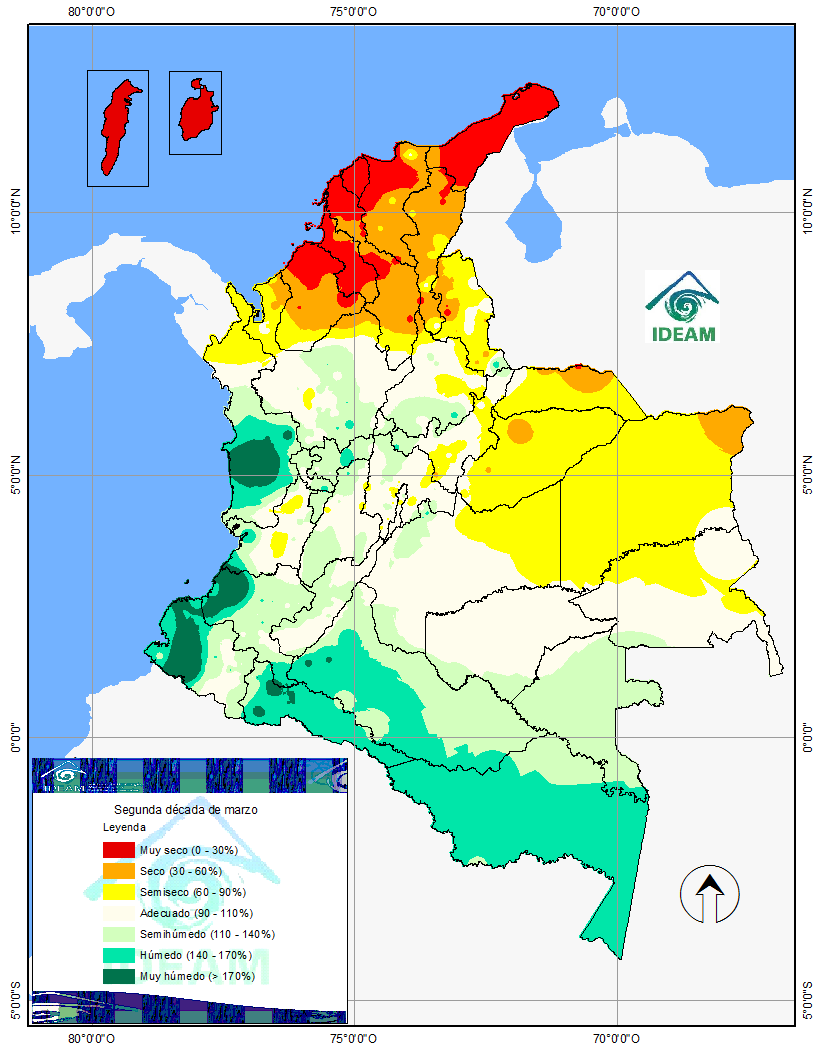 80°0'0"O 75°0'0"O 70°0'0"O
10°0'0"N 10°0'0"N
IDEAM
5°0'0"N 5°0'0"N
0°0'0" 0°0'0"
Segunda década de marzo
Leyenda
Muy seco (0 - 30%)
Seco (30 - 60%)
Semiseco (60 - 90%)
Adecuado (90 - 110%)
Semihúmedo (110 - 140%)
Húmedo (140 - 170%)
Muy húmedo (> 170%)
IDEAM
5°0'0"S 5°0'0"S
80°0'0"O 75°0'0"O 70°0'0"O